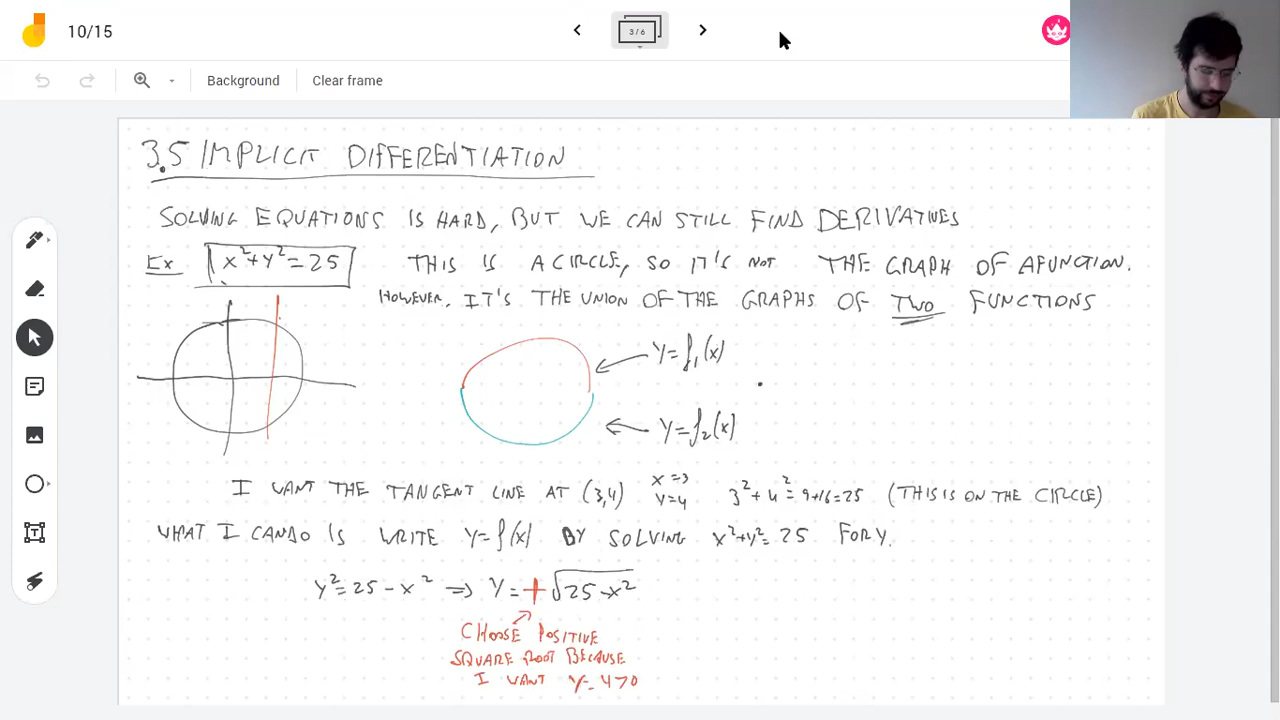 10/15
3 / 6
Background
Clear frame
3.5 IMPLICIT DIFFERENTIATION
SOLVING EQUATIONS IS HARD, BUT WE CAN STILL FIND DERIVATIVES
Ex x²+y²=25 THIS IS A CIRCLE, SO IT'S NOT THE GRAPH OF A FUNCTION.
HOWEVER, IT'S THE UNION OF THE GRAPHS OF TWO FUNCTIONS
Y=f₁(x)
Y=f₂(x)
I WANT THE TANGENT LINE AT (3,4) x=3 Y=4 3²+4²=9+16=25 (THIS IS ON THE CIRCLE)
WHAT I CAN DO IS WRITE Y=f(x) BY SOLVING x²+y²=25 FOR Y.
Y²=25-x² ⇒ Y=+√25-x²
CHOOSE POSITIVE
SQUARE ROOT BECAUSE
I WANT Y=4>0